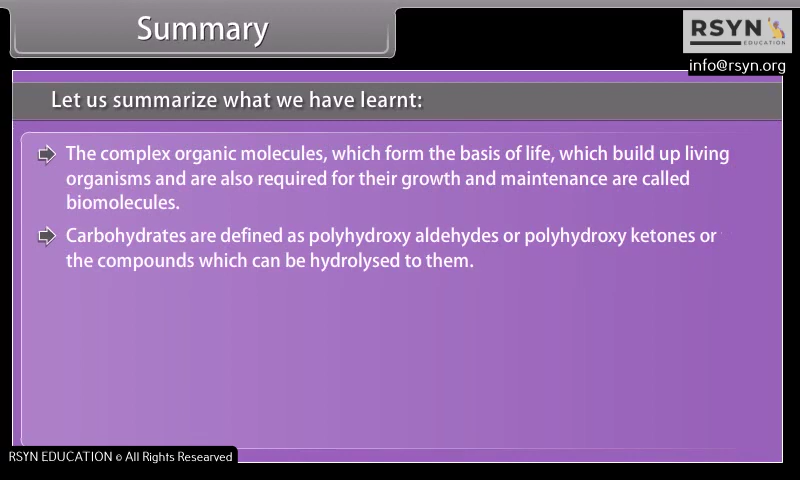 Summary
RSYN
EDUCATION
info@rsyn.org
Let us summarize what we have learnt:
The complex organic molecules, which form the basis of life, which build up living
organisms and are also required for their growth and maintenance are called
biomolecules.
Carbohydrates are defined as polyhydroxy aldehydes or polyhydroxy ketones or
the compounds which can be hydrolysed to them.
RSYN EDUCATION © All Rights Researved